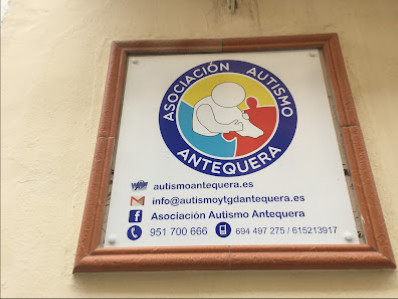 ASOCIACIÓN AUTISMO
ANTEQUERA
autismoantequera.es
info@autismoytgdantequera.es
Asociación Autismo Antequera
951 700 666 694 497 275 / 615213917